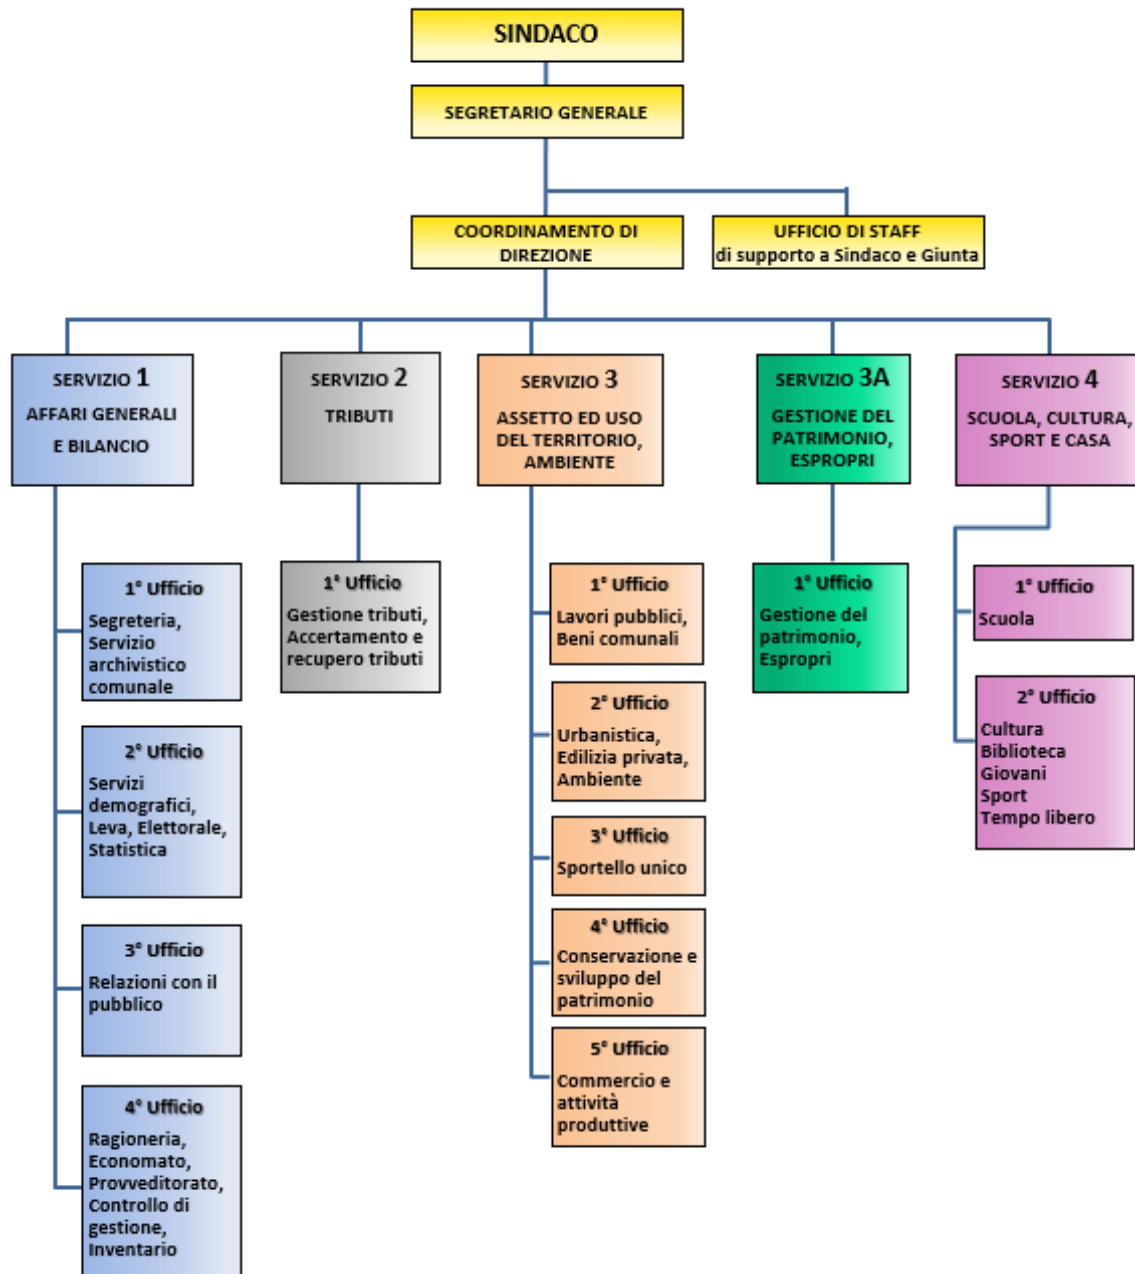 SINDACO
SEGRETARIO GENERALE
COORDINAMENTO DI
DIREZIONE
UFFICIO DI STAFF
di supporto a Sindaco e Giunta
SERVIZIO 1
AFFARI GENERALI
E BILANCIO
1° Ufficio
Segreteria,
Servizio
archivistico
comunale
2° Ufficio
Servizi
demografici,
Leva, Elettorale,
Statistica
3° Ufficio
Relazioni con il
pubblico
4° Ufficio
Ragioneria,
Economato,
Provveditorato,
Controllo di
gestione,
Inventario
SERVIZIO 2
TRIBUTI
1° Ufficio
Gestione tributi,
Accertamento e
recupero tributi
SERVIZIO 3
ASSETTO ED USO
DEL TERRITORIO,
AMBIENTE
1° Ufficio
Lavori pubblici,
Beni comunali
2° Ufficio
Urbanistica,
Edilizia privata,
Ambiente
3° Ufficio
Sportello unico
4° Ufficio
Conservazione e
sviluppo del
patrimonio
5° Ufficio
Commercio e
attività
produttive
SERVIZIO 3A
GESTIONE DEL
PATRIMONIO,
ESPROPRI
1° Ufficio
Gestione del
patrimonio,
Espropri
SERVIZIO 4
SCUOLA, CULTURA,
SPORT E CASA
1° Ufficio
Scuola
2° Ufficio
Cultura
Biblioteca
Giovani
Sport
Tempo libero